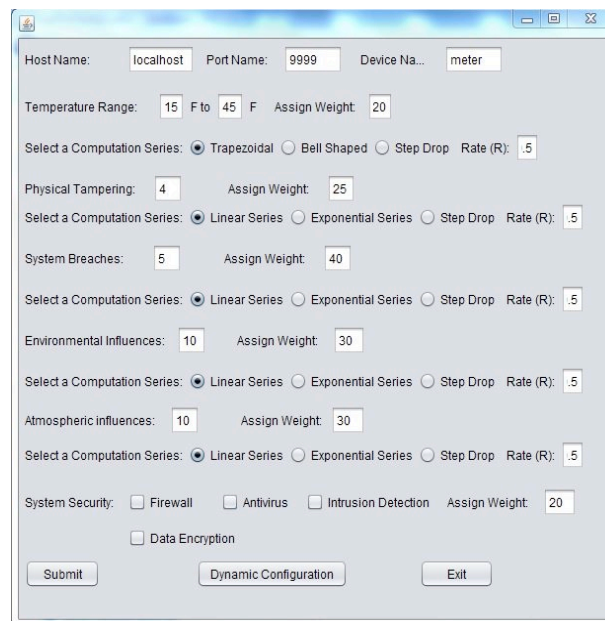 Host Name: localhost Port Name: 9999 Device Na... meter
Temperature Range: 15 F to 45 F Assign Weight: 20
Select a Computation Series: Trapezoidal Bell Shaped Step Drop Rate (R): .5
Physical Tampering: 4 Assign Weight: 25
Select a Computation Series: Linear Series Exponential Series Step Drop Rate (R): .5
System Breaches: 5 Assign Weight: 40
Select a Computation Series: Linear Series Exponential Series Step Drop Rate (R): .5
Environmental Influences: 10 Assign Weight: 30
Select a Computation Series: Linear Series Exponential Series Step Drop Rate (R): .5
Atmospheric influences: 10 Assign Weight: 30
Select a Computation Series: Linear Series Exponential Series Step Drop Rate (R): .5
System Security: Firewall Antivirus Intrusion Detection Assign Weight: 20
Data Encryption
Submit Dynamic Configuration Exit